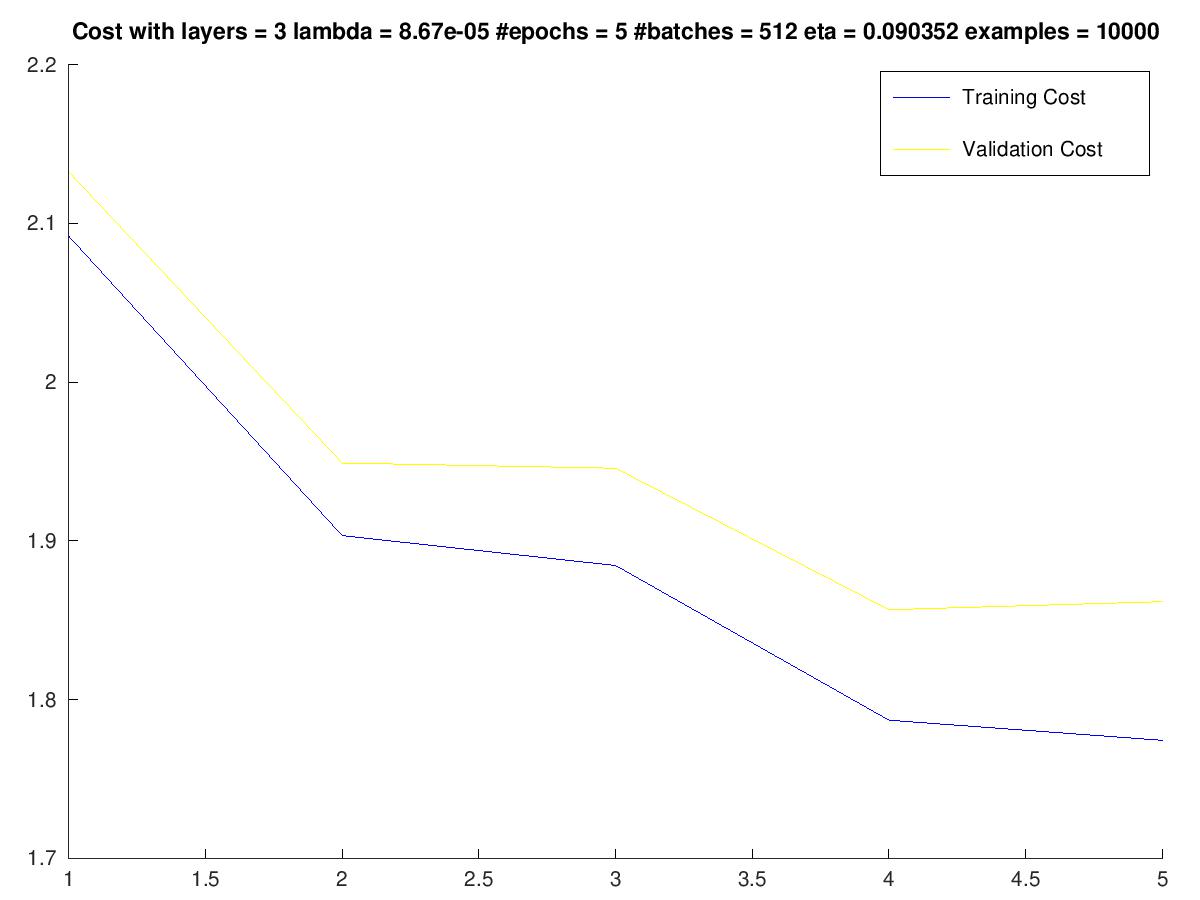 Cost with layers = 3 lambda = 8.67e-05 #epochs = 5 #batches = 512 eta = 0.090352 examples = 10000
2.2
Training Cost
Validation Cost
2.1
2
1.9
1.8
1.7
1 1.5 2 2.5 3 3.5 4 4.5 5